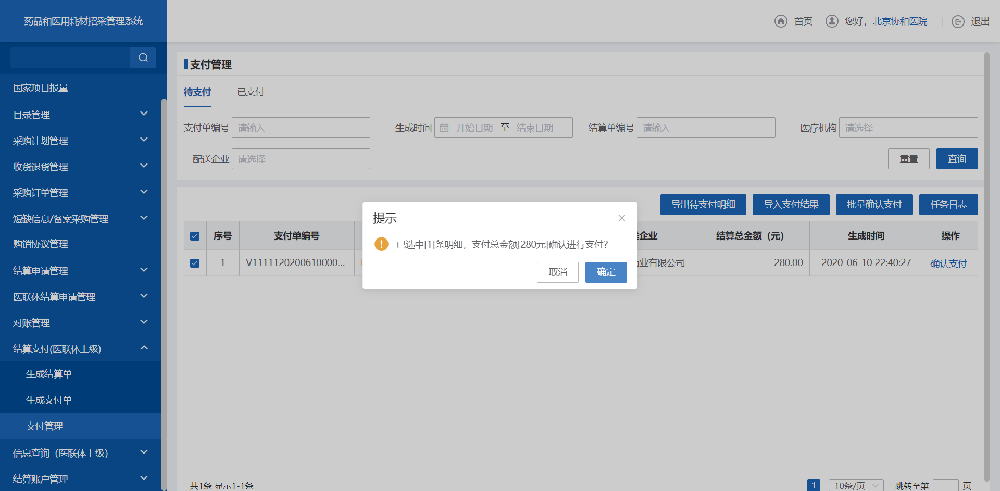 药品和医用耗材招采管理系统
首页
您好，北京协和医院
退出
国家项目报量
目录管理
采购计划管理
收货退货管理
采购订单管理
短缺信息/备案采购管理
购销协议管理
结算申请管理
医联体结算申请管理
对账管理
结算支付(医联体上级)
生成结算单
生成支付单
支付管理
信息查询（医联体上级）
结算账户管理
支付管理
待支付 已支付
支付单编号 请输入 生成时间 开始日期 至 结束日期 结算单编号 请输入 医疗机构 请选择
配送企业 请选择 重置 查询
导出待支付明细 导入支付结果 批量确认支付 任务日志
序号 支付单编号 企业 结算总金额（元） 生成时间 操作
1 V1111120200610000... 业有限公司 280.00 2020-06-10 22:40:27 确认支付
提示
已选中[1]条明细，支付总金额[280元]确认进行支付?
取消 确定
共1条 显示1-1条 1 10条/页 跳转至第 页